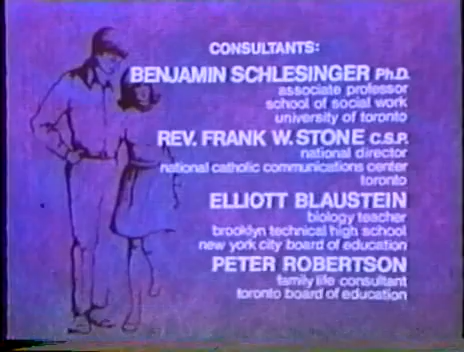 CONSULTANTS:
BENJAMIN SCHLESINGER Ph.D.
associate professor
school of social work
university of toronto
REV. FRANK W. STONE C.S.P.
national director
national catholic communications center
toronto
ELLIOTT BLAUSTEIN
biology teacher
brooklyn technical high school
new york city board of education
PETER ROBERTSON
family life consultant
toronto board of education